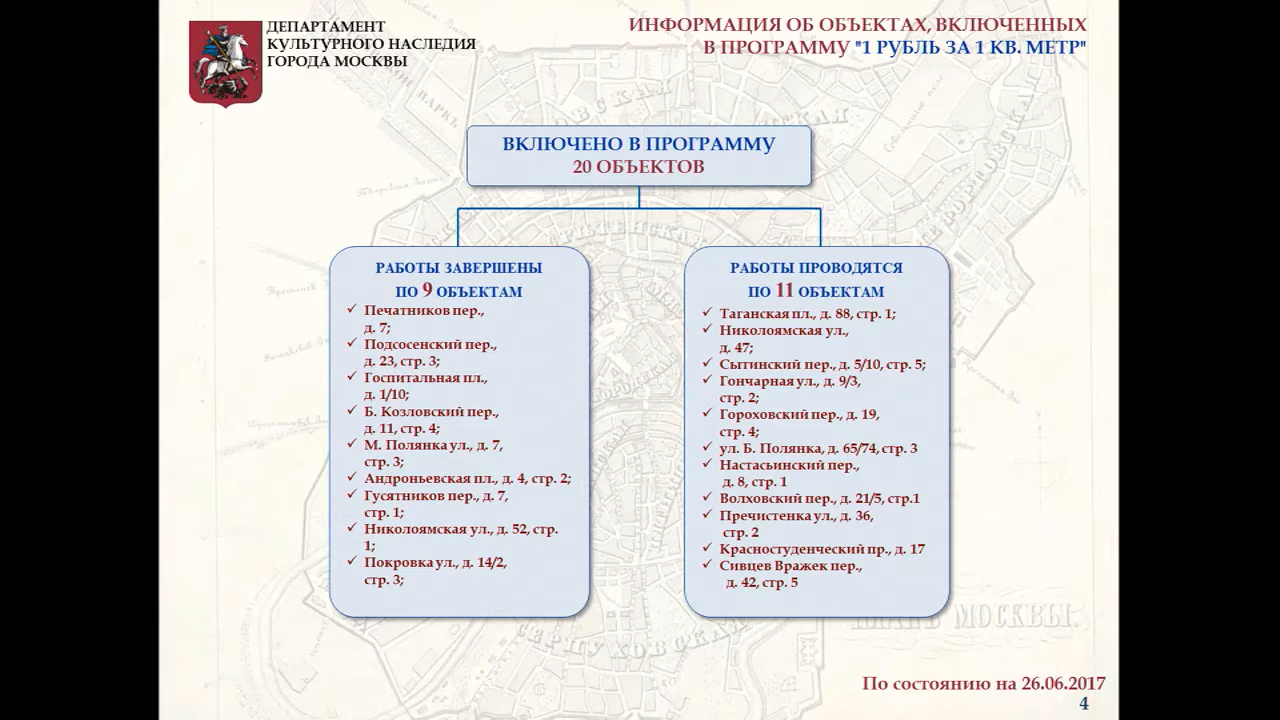 ДЕПАРТАМЕНТ
КУЛЬТУРНОГО НАСЛЕДИЯ
ГОРОДА МОСКВЫ
ИНФОРМАЦИЯ ОБ ОБЪЕКТАХ, ВКЛЮЧЕННЫХ
В ПРОГРАММУ "1 РУБЛЬ ЗА 1 КВ. МЕТР"
ВКЛЮЧЕНО В ПРОГРАММУ
20 ОБЪЕКТОВ
РАБОТЫ ЗАВЕРШЕНЫ
ПО 9 ОБЪЕКТАМ
✓ Печатников пер.,
д. 7;
✓ Подсосенский пер.,
д. 23, стр. 3;
✓ Госпитальная пл.,
д. 1/10;
✓ Б. Козловский пер.,
д. 11, стр. 4;
✓ М. Полянка ул., д. 7,
стр. 3;
✓ Андроньевская пл., д. 4, стр. 2;
✓ Гусятников пер., д. 7,
стр. 1;
✓ Николоямская ул., д. 52, стр.
1;
✓ Покровка ул., д. 14/2,
стр. 3;
РАБОТЫ ПРОВОДЯТСЯ
ПО 11 ОБЪЕКТАМ
✓ Таганская пл., д. 88, стр. 1;
✓ Николоямская ул.,
д. 47;
✓ Сытинский пер., д. 5/10, стр. 5;
✓ Гончарная ул., д. 9/3,
стр. 2;
✓ Гороховский пер., д. 19,
стр. 4;
✓ ул. Б. Полянка, д. 65/74, стр. 3
✓ Настасьинский пер.,
д. 8, стр. 1
✓ Волховский пер., д. 21/5, стр.1
✓ Пречистенка ул., д. 36,
стр. 2
✓ Красностуденческий пр., д. 17
✓ Сивцев Вражек пер.,
д. 42, стр. 5
СЕРПУХОВСКАЯ
ПЛАНЪ МОСКВЫ.
По состоянию на 26.06.2017
4